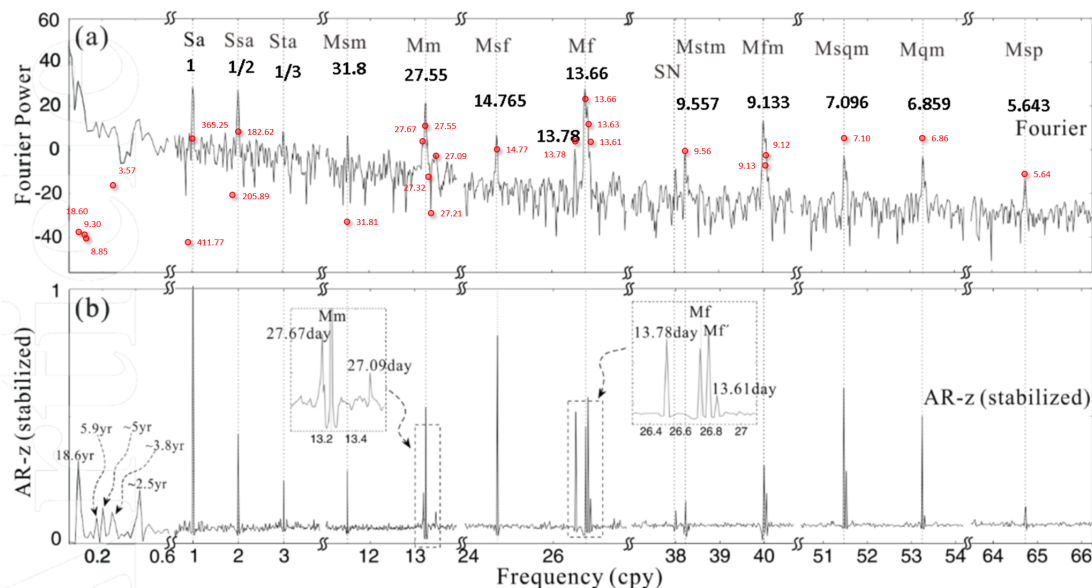 (a)
Sa
Ssa
Sta
Msm
Mm
Msf
Mf
SN
Mstm
Mfm
Msqm
Mqm
Msp
1
1/2
1/3
31.8
27.55
14.765
13.66
13.78
9.557
9.133
7.096
6.859
5.643
Fourier
Fourier Power
60
40
20
0
-20
-40
18.60
9.30
8.85
3.57
365.25
182.62
205.89
411.77
31.81
27.67
27.55
27.09
27.32
27.21
14.77
13.66
13.63
13.61
13.78
9.56
9.12
9.13
7.10
6.86
5.64
(b)
AR-z (stabilized)
1
0
18.6yr
5.9yr
~5yr
~3.8yr
~2.5yr
Mm
27.67day
27.09day
13.2 13.4
Mf
13.78day
Mf′
13.61day
26.4 26.6 26.8 27
AR-z (stabilized)
0.2 0.6 1 2 3 12 13 24 26 38 40 51 52 53 54 64 65 66
Frequency (cpy)